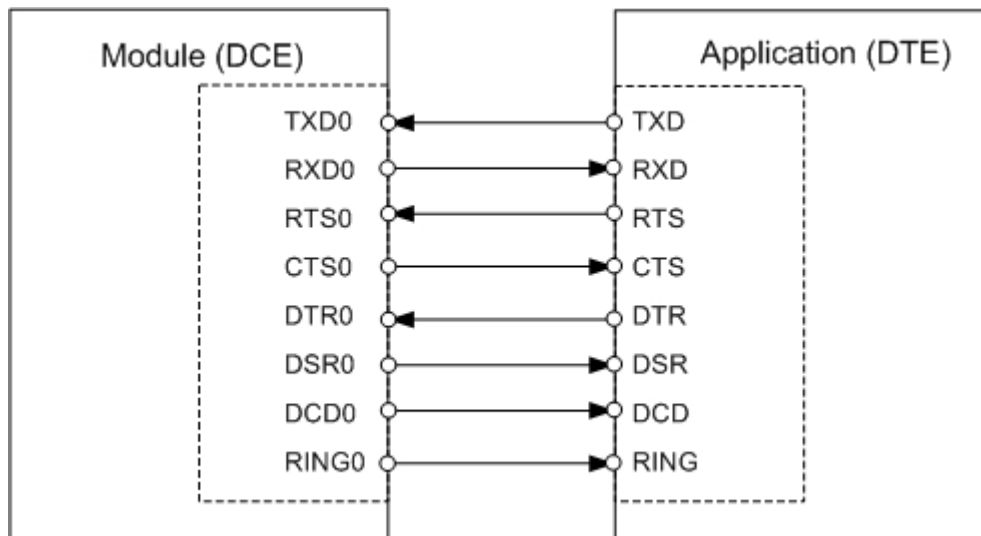 Module (DCE)
Application (DTE)
TXD0
TXD
RXD0
RXD
RTS0
RTS
CTS0
CTS
DTR0
DTR
DSR0
DSR
DCD0
DCD
RING0
RING